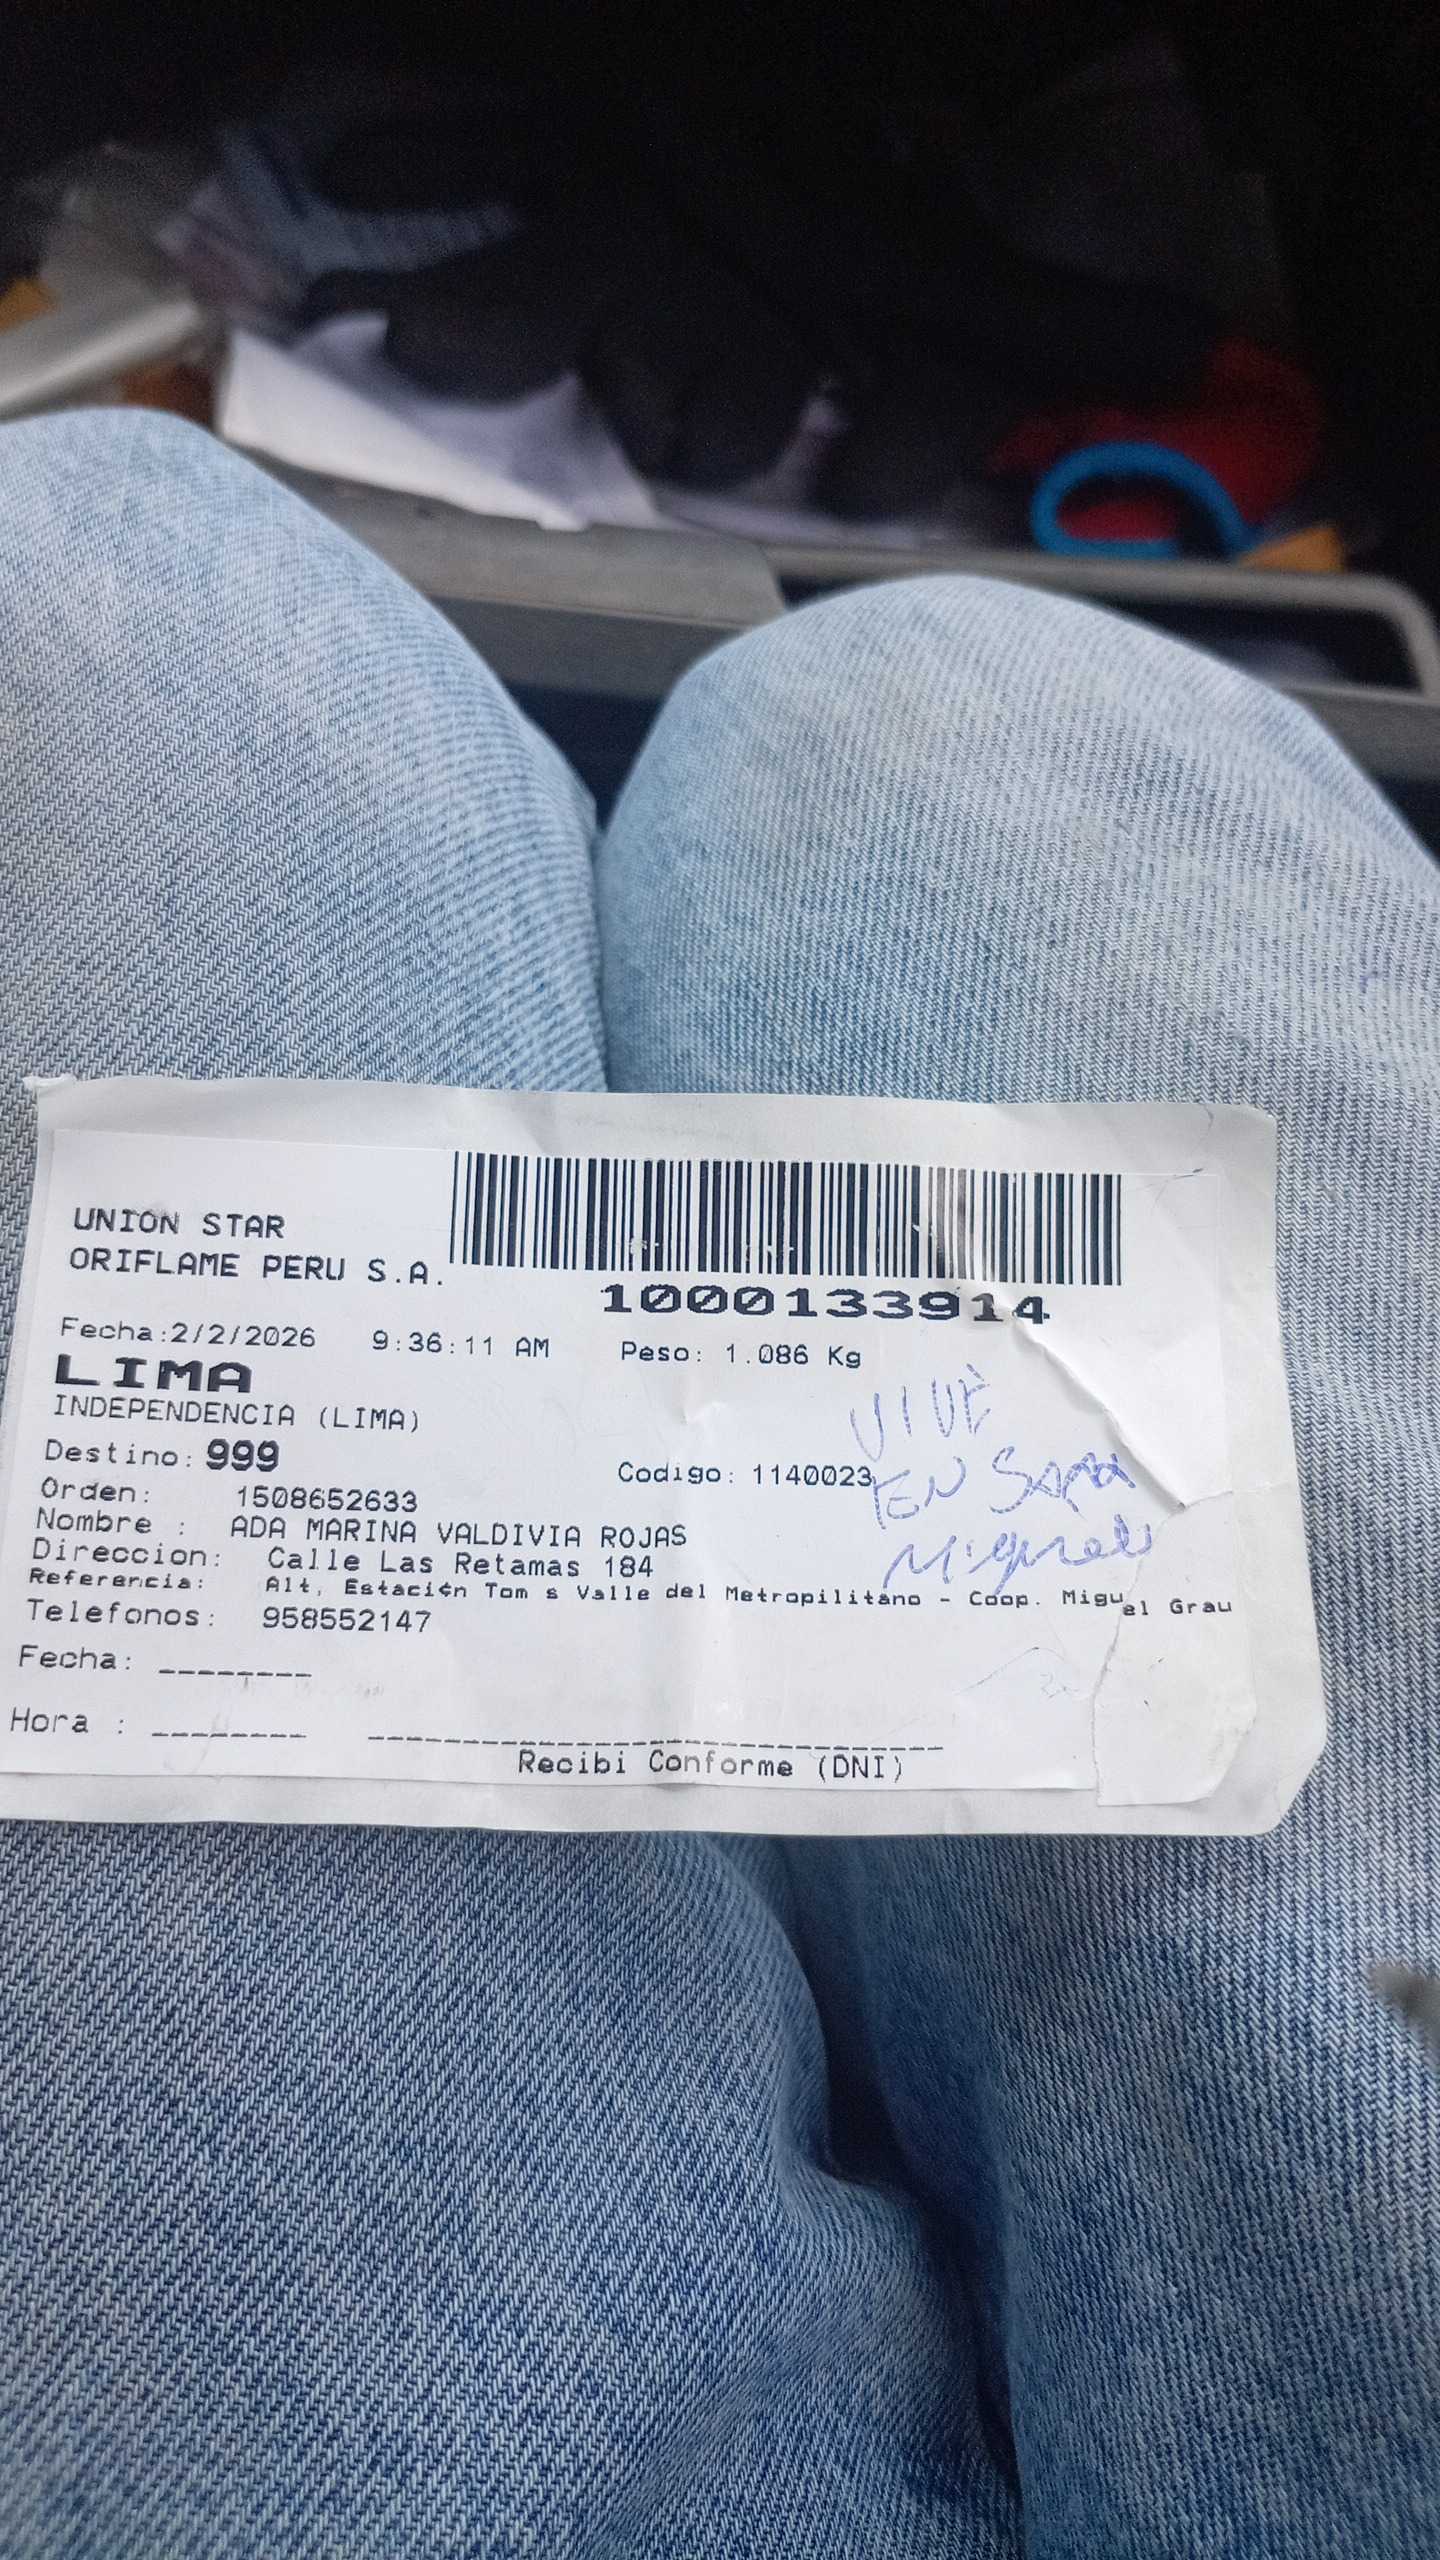 UNION STAR
ORIFLAME PERU S.A.
1000133914
Fecha:2/2/2026 9:36:11 AM Peso: 1.086 Kg
LIMA
INDEPENDENCIA (LIMA)
Destino: 999
Codigo: 1140023
VIVE
EN SAN
Miguel
Orden: 1508652633
Nombre : ADA MARINA VALDIVIA ROJAS
Direccion: Calle Las Retamas 184
Referencia: Alt, Estaci¢n Tom s Valle del Metropilitano - Coop. Miguel Grau
Telefonos: 958552147
Fecha: ________
Hora : ________
Recibi Conforme (DNI)